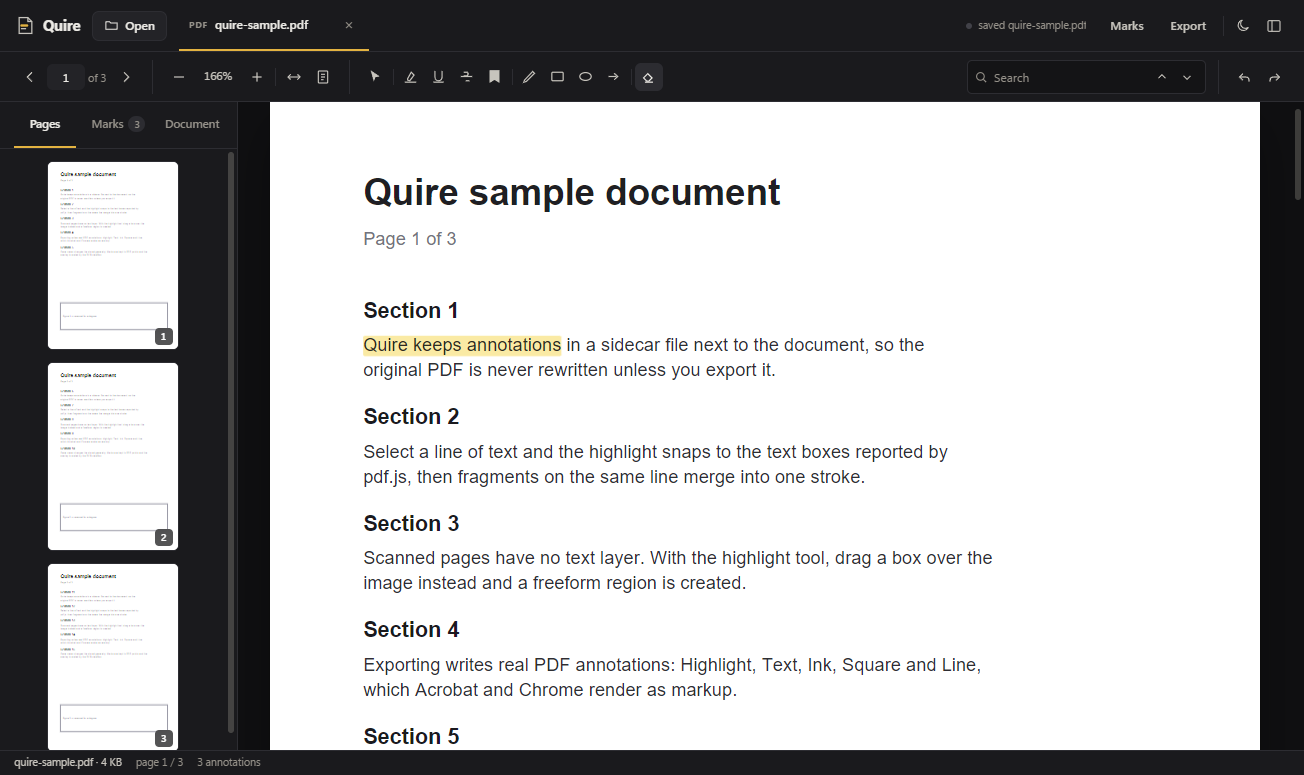 Quire
Open
PDF quire-sample.pdf ×
saved quire-sample.pdf
Marks
Export
1 of 3
166%
Search
Pages
Marks 3
Document
Quire sample document
1
Quire sample document
2
Quire sample document
3
Quire sample document
Page 1 of 3
Section 1
Quire keeps annotations in a sidecar file next to the document, so the
original PDF is never rewritten unless you export it.
Section 2
Select a line of text and the highlight snaps to the text boxes reported by
pdf.js, then fragments on the same line merge into one stroke.
Section 3
Scanned pages have no text layer. With the highlight tool, drag a box over the
image instead and a freeform region is created.
Section 4
Exporting writes real PDF annotations: Highlight, Text, Ink, Square and Line,
which Acrobat and Chrome render as markup.
Section 5
quire-sample.pdf · 4 KB
page 1 / 3
3 annotations